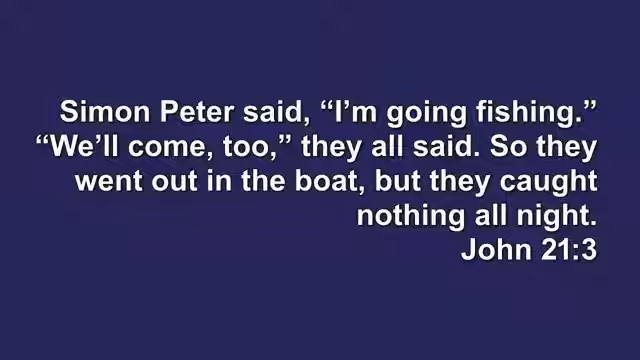 Simon Peter said, “I’m going fishing.”
“We’ll come, too,” they all said. So they
went out in the boat, but they caught
nothing all night.
John 21:3